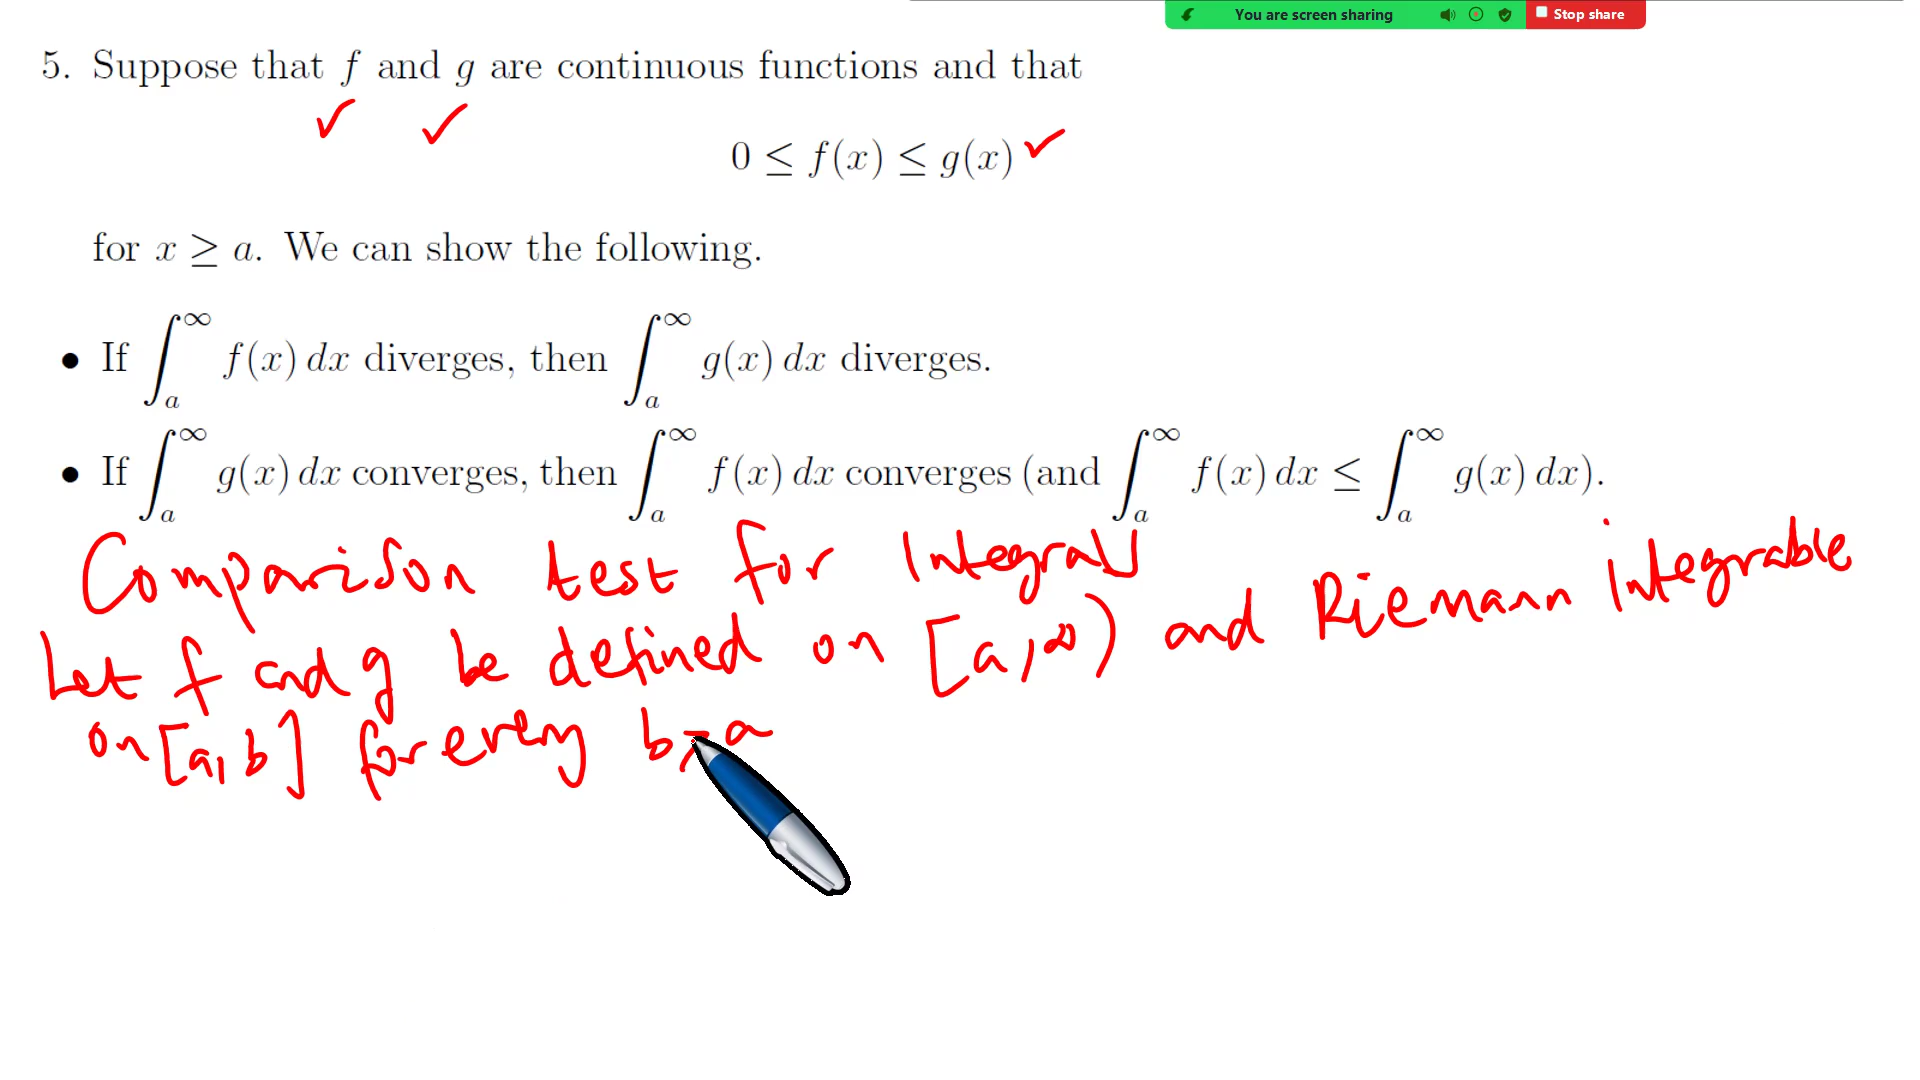 You are screen sharing Stop share
5. Suppose that f and g are continuous functions and that
0 ≤ f(x) ≤ g(x)
for x ≥ a. We can show the following.
• If ∫_a^∞ f(x) dx diverges, then ∫_a^∞ g(x) dx diverges.
• If ∫_a^∞ g(x) dx converges, then ∫_a^∞ f(x) dx converges (and ∫_a^∞ f(x) dx ≤ ∫_a^∞ g(x) dx).
Comparison test for Integrals
Let f and g be defined on [a,∞) and Riemann Integrable
on [a,b] for every b>a